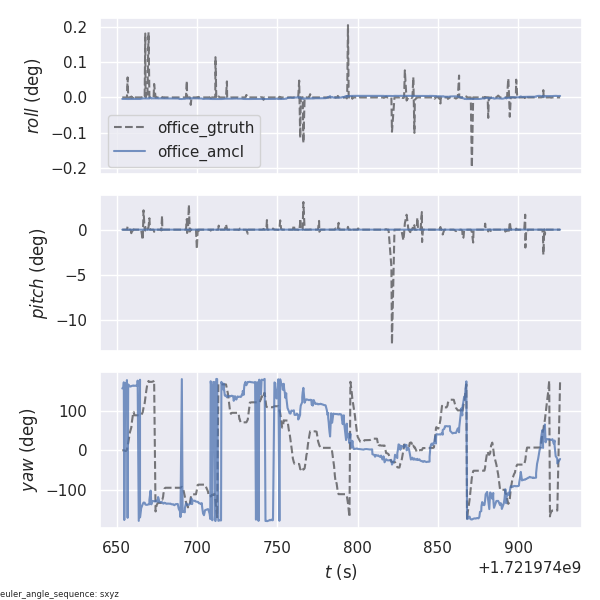 0.2
0.1
0.0
−0.1
−0.2
roll (deg)
office_gtruth
office_amcl
0
−5
−10
pitch (deg)
100
0
−100
yaw (deg)
650 700 750 800 850 900
t (s)
+1.721974e9
euler_angle_sequence: sxyz